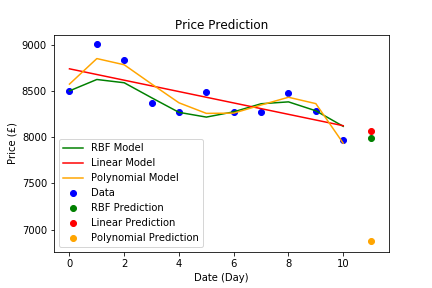 Price Prediction
9000
8500
8000
7500
7000
Price (£)
RBF Model
Linear Model
Polynomial Model
Data
RBF Prediction
Linear Prediction
Polynomial Prediction
0 2 4 6 8 10
Date (Day)